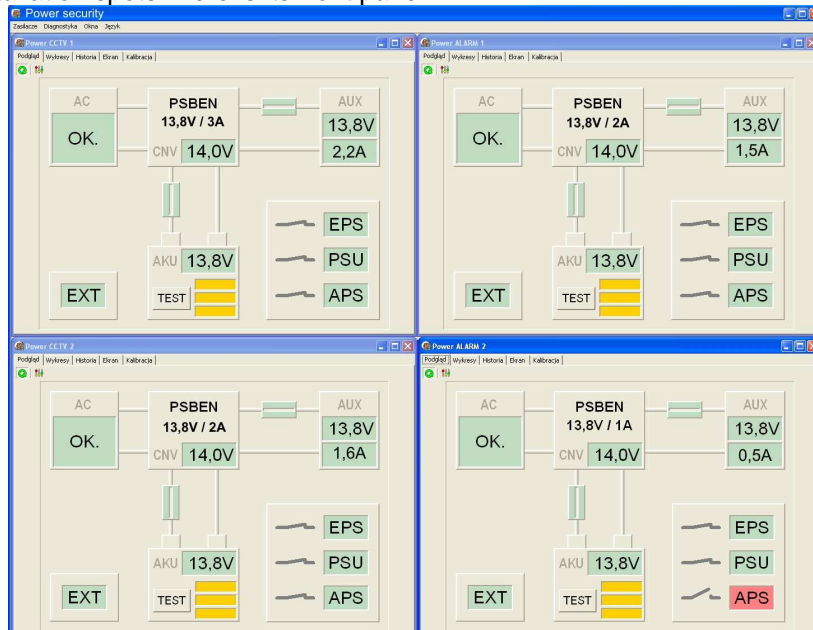 Power security
Zasilacze Diagnostyka Okna Język
Power CCTV 1
Podgląd Wykresy Historia Ekran Kalibracja
AC
OK.
PSBEN
13,8V / 3A
CNV 14,0V
AUX
13,8V
2,2A
EPS
PSU
APS
AKU 13,8V
TEST
EXT
Power ALARM 1
Podgląd Wykresy Historia Ekran Kalibracja
AC
OK.
PSBEN
13,8V / 2A
CNV 14,0V
AUX
13,8V
1,5A
EPS
PSU
APS
AKU 13,8V
TEST
EXT
Power CCTV 2
Podgląd Wykresy Historia Ekran Kalibracja
AC
OK.
PSBEN
13,8V / 2A
CNV 14,0V
AUX
13,8V
1,6A
EPS
PSU
APS
AKU 13,8V
TEST
EXT
Power ALARM 2
Podgląd Wykresy Historia Ekran Kalibracja
AC
OK.
PSBEN
13,8V / 1A
CNV 14,0V
AUX
13,8V
0,5A
EPS
PSU
APS
AKU 13,8V
TEST
EXT